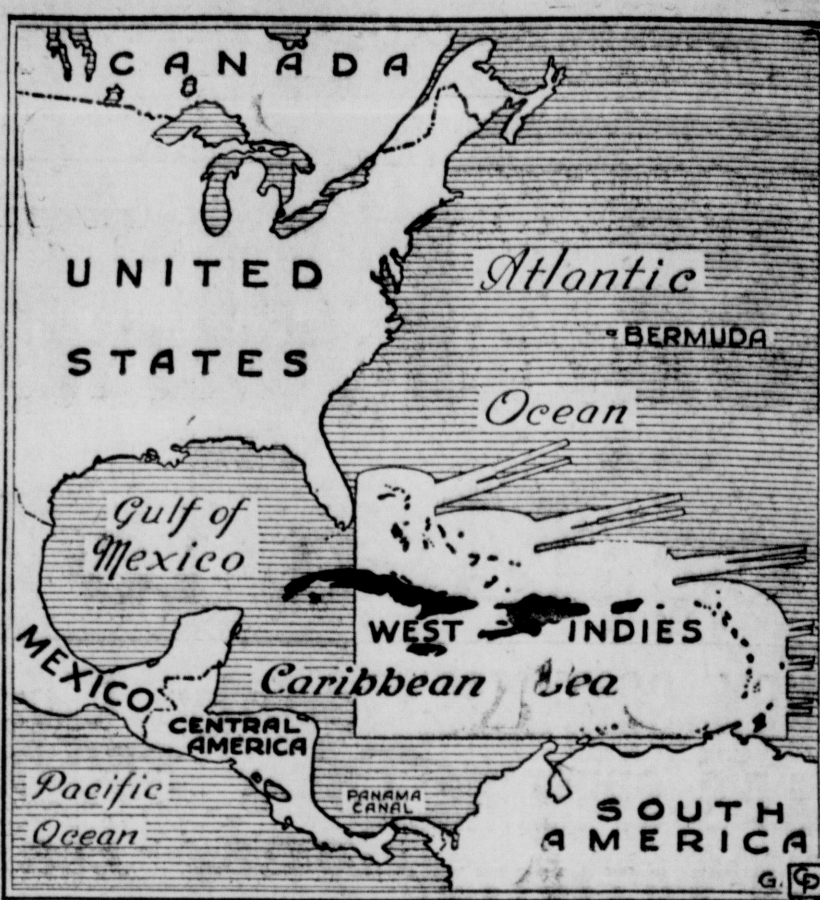 CANADA
UNITED
STATES
Atlantic
BERMUDA
Ocean
Gulf of
Mexico
WEST INDIES
MEXICO
Caribbean Sea
CENTRAL
AMERICA
Pacific
Ocean
PANAMA
CANAL
SOUTH
AMERICA
G. CP